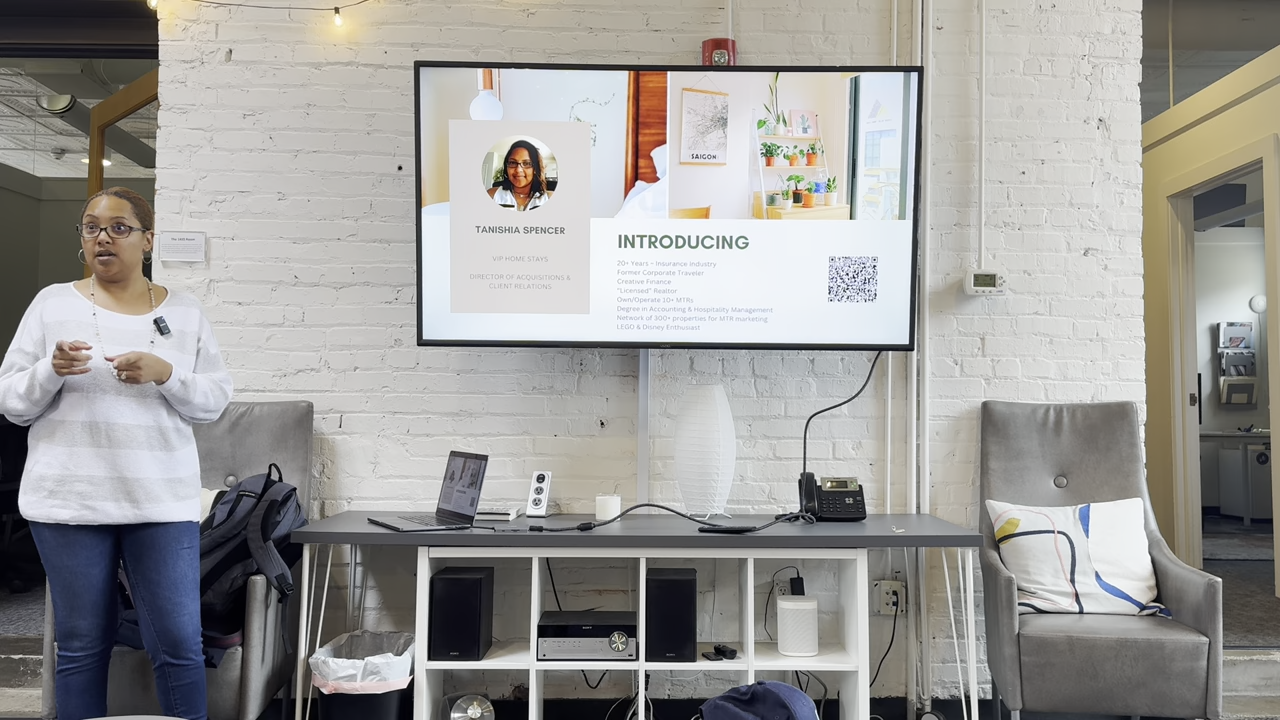 SAIGON
TANISHIA SPENCER
VIP HOME STAYS
DIRECTOR OF ACQUISITIONS &
CLIENT RELATIONS
INTRODUCING
20+ Years - Insurance Industry
Former Corporate Traveler
Creative Finance
"Licensed" Realtor
Own/Operate 10+ MTRs
Degree in Accounting & Hospitality Management
Network of 300+ properties for MTR marketing
LEGO & Disney Enthusiast
SONY